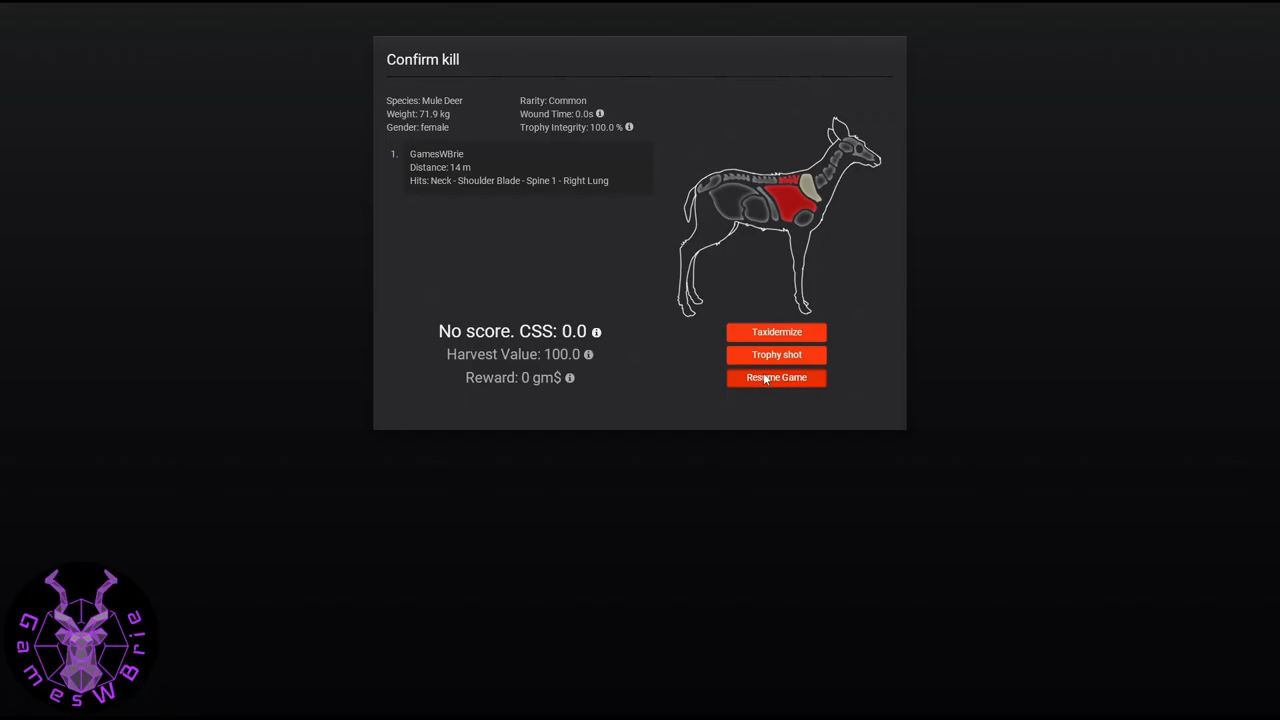 Confirm kill
Species: Mule Deer
Rarity: Common
Weight: 71.9 kg
Wound Time: 0.0s
Gender: female
Trophy Integrity: 100.0 %
1. GamesWBrie
Distance: 14 m
Hits: Neck - Shoulder Blade - Spine 1 - Right Lung
No score. CSS: 0.0
Harvest Value: 100.0
Reward: 0 gm$
Taxidermize
Trophy shot
Resume Game
GamesWBria